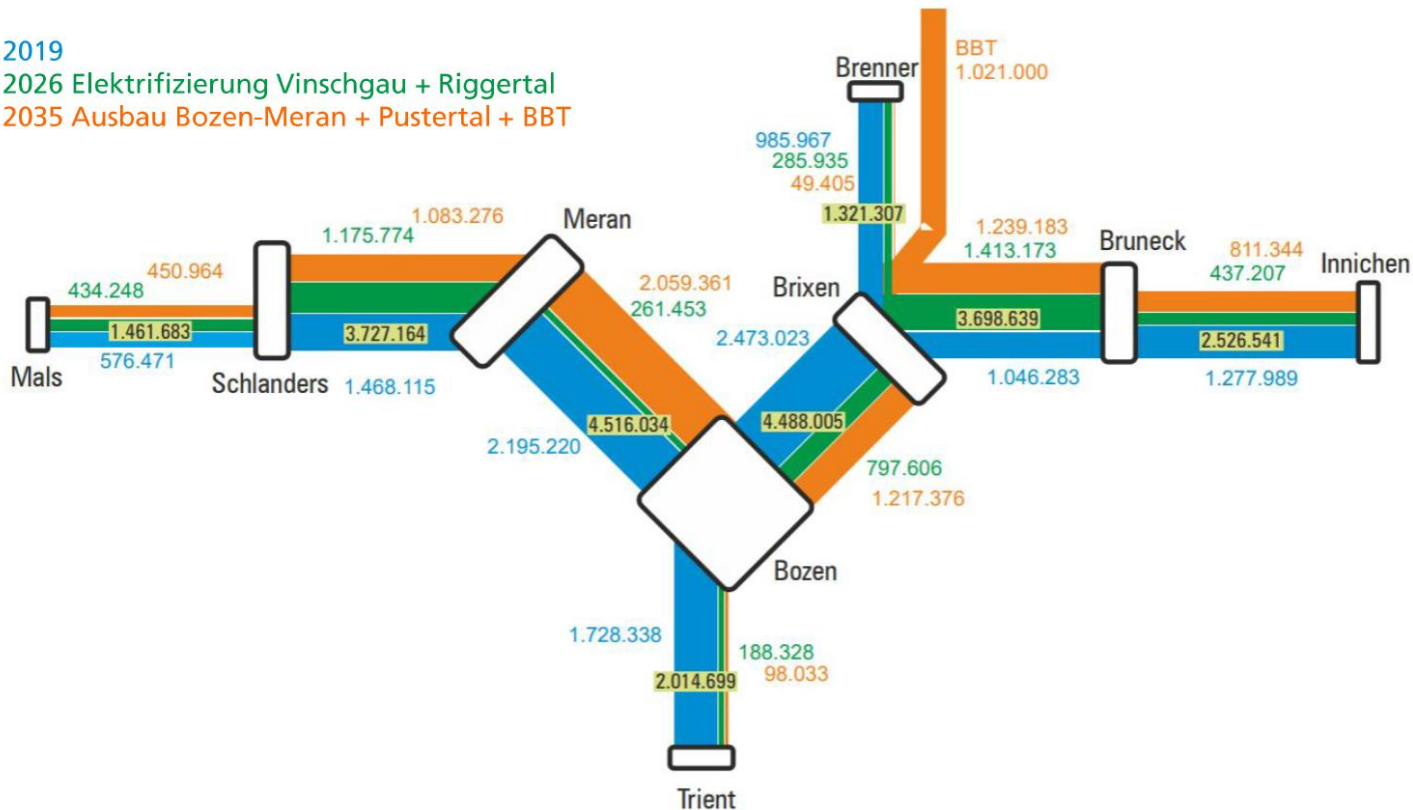 2019
2026 Elektrifizierung Vinschgau + Riggertal
2035 Ausbau Bozen-Meran + Pustertal + BBT
BBT
1.021.000
Brenner
985.967
285.935
49.405
1.321.307
1.083.276
1.175.774
Meran
1.239.183
1.413.173
Bruneck
811.344
437.207
Innichen
450.964
434.248
2.059.361
261.453
Brixen
1.461.683
3.727.164
2.473.023
3.698.639
2.526.541
576.471
Mals
Schlanders
1.468.115
1.046.283
1.277.989
4.516.034
4.488.005
2.195.220
797.606
1.217.376
Bozen
1.728.338
188.328
98.033
2.014.699
Trient